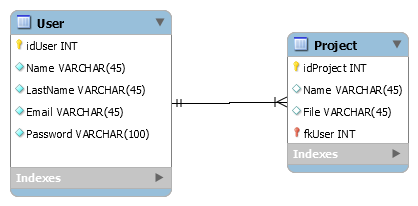 User
idUser INT
Name VARCHAR(45)
LastName VARCHAR(45)
Email VARCHAR(45)
Password VARCHAR(100)
Indexes
Project
idProject INT
Name VARCHAR(45)
File VARCHAR(45)
fkUser INT
Indexes